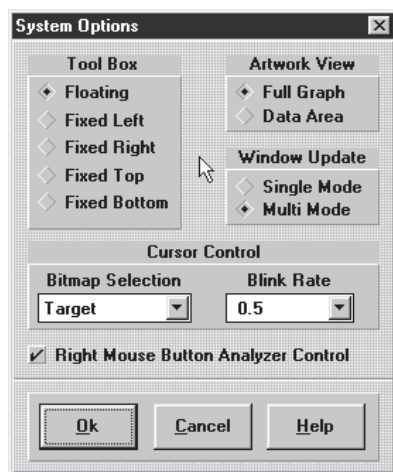 System Options
Tool Box
Floating
Fixed Left
Fixed Right
Fixed Top
Fixed Bottom
Artwork View
Full Graph
Data Area
Window Update
Single Mode
Multi Mode
Cursor Control
Bitmap Selection
Target
Blink Rate
0.5
Right Mouse Button Analyzer Control
Ok
Cancel
Help